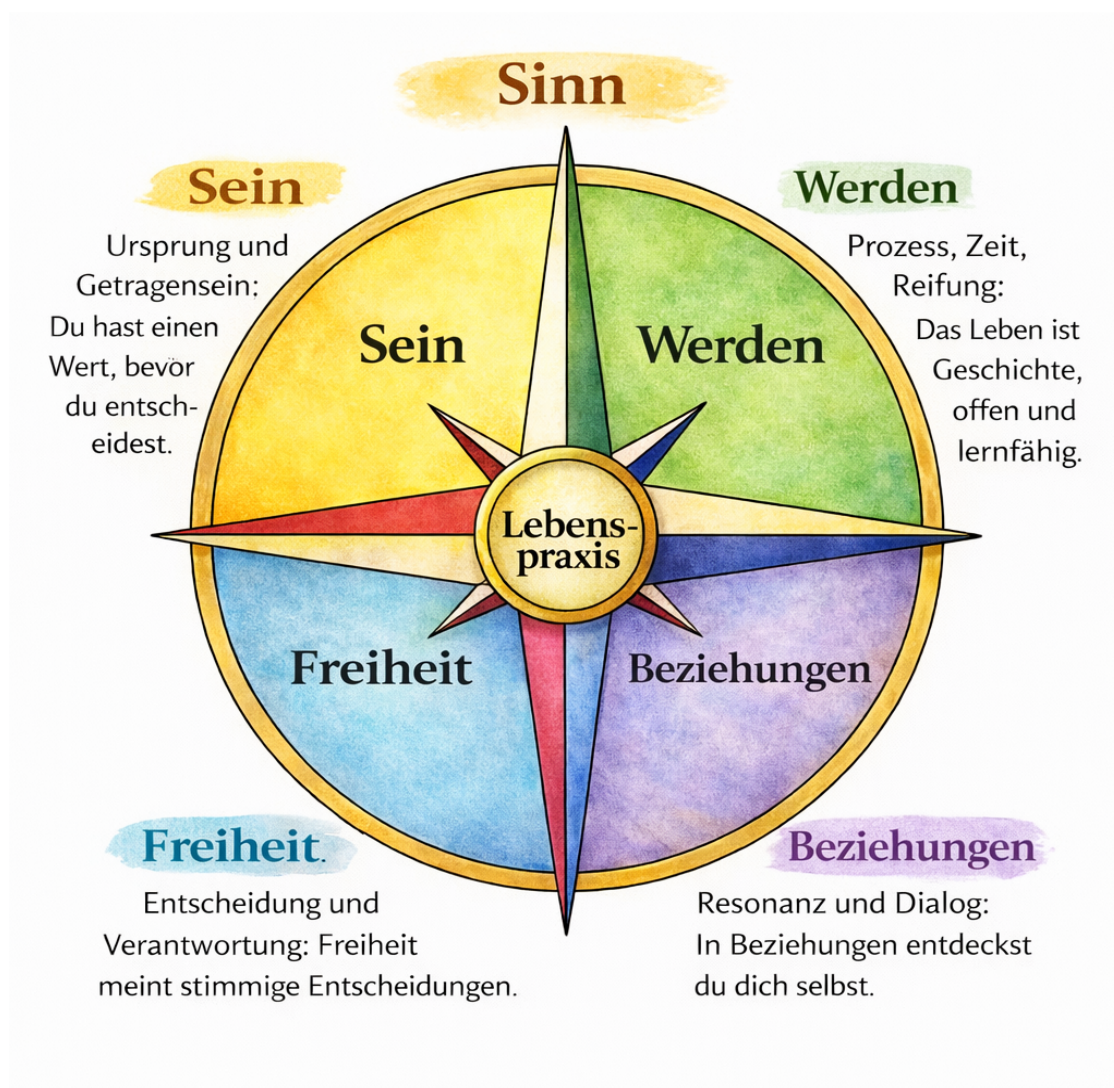 Sinn
Sein
Ursprung und
Getragensein:
Du hast einen
Wert, bevor
du entsch-
eidest.
Werden
Prozess, Zeit,
Reifung:
Das Leben ist
Geschichte,
offen und
lernfähig.
Sein
Werden
Lebens-
praxis
Freiheit
Beziehungen
Freiheit.
Entscheidung und
Verantwortung: Freiheit
meint stimmige Entscheidungen.
Beziehungen
Resonanz und Dialog:
In Beziehungen entdeckst
du dich selbst.